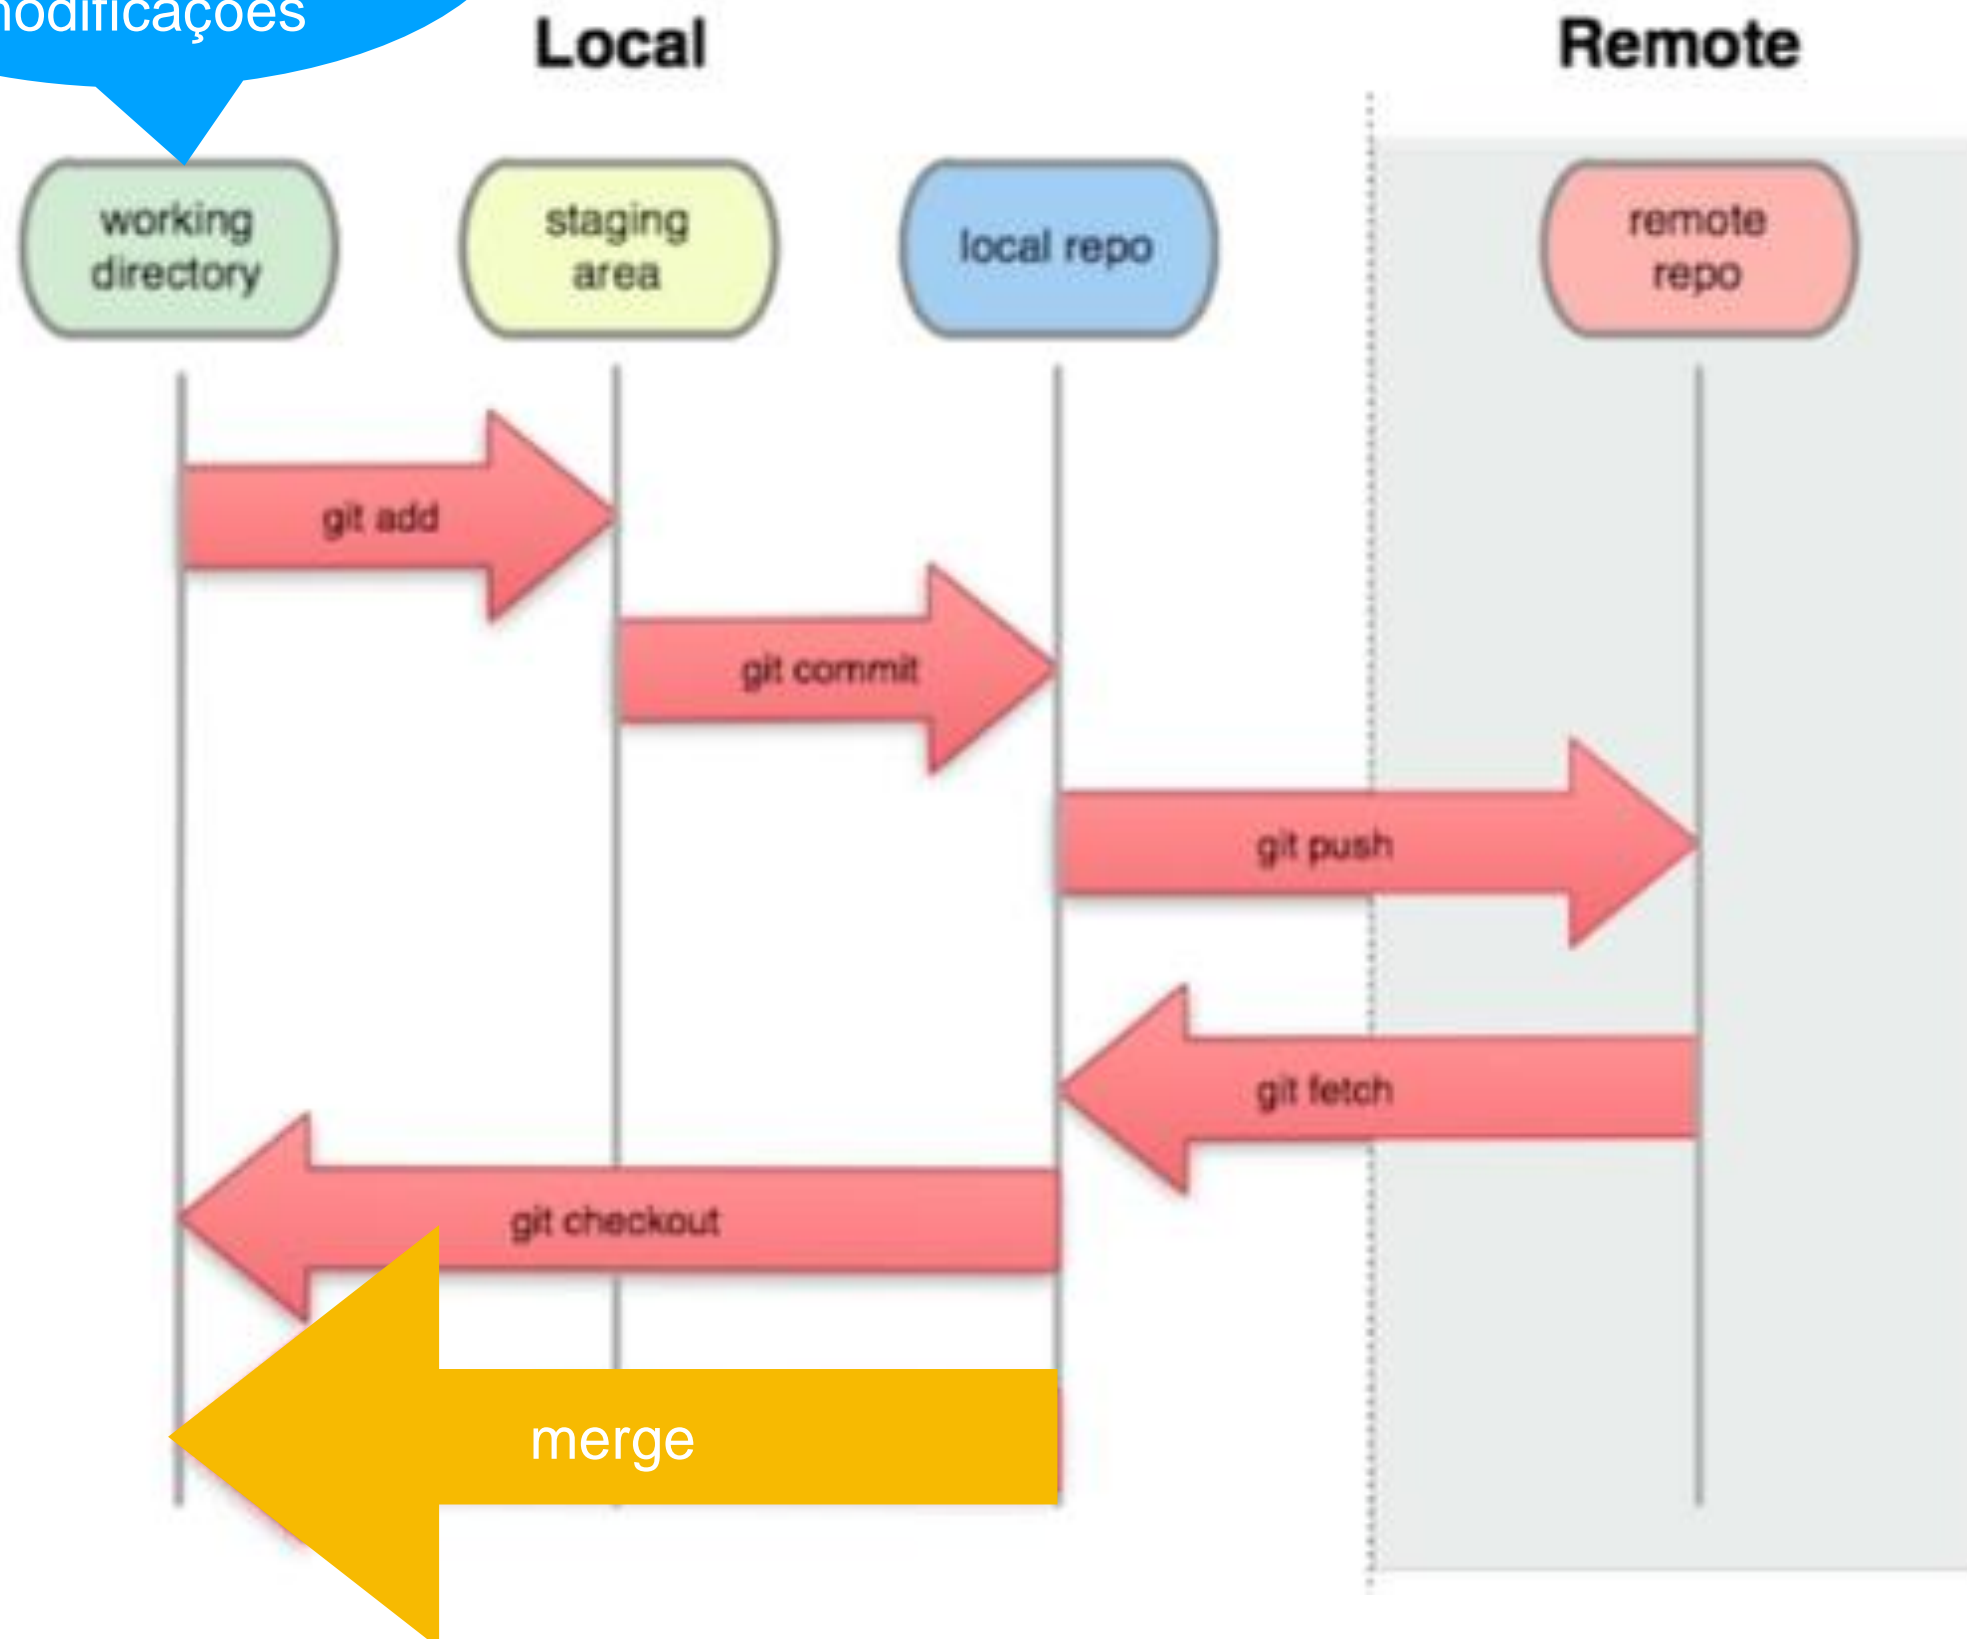 Local
Remote
working
directory
staging
area
local repo
remote
repo
git add
git commit
git push
git fetch
git checkout
merge